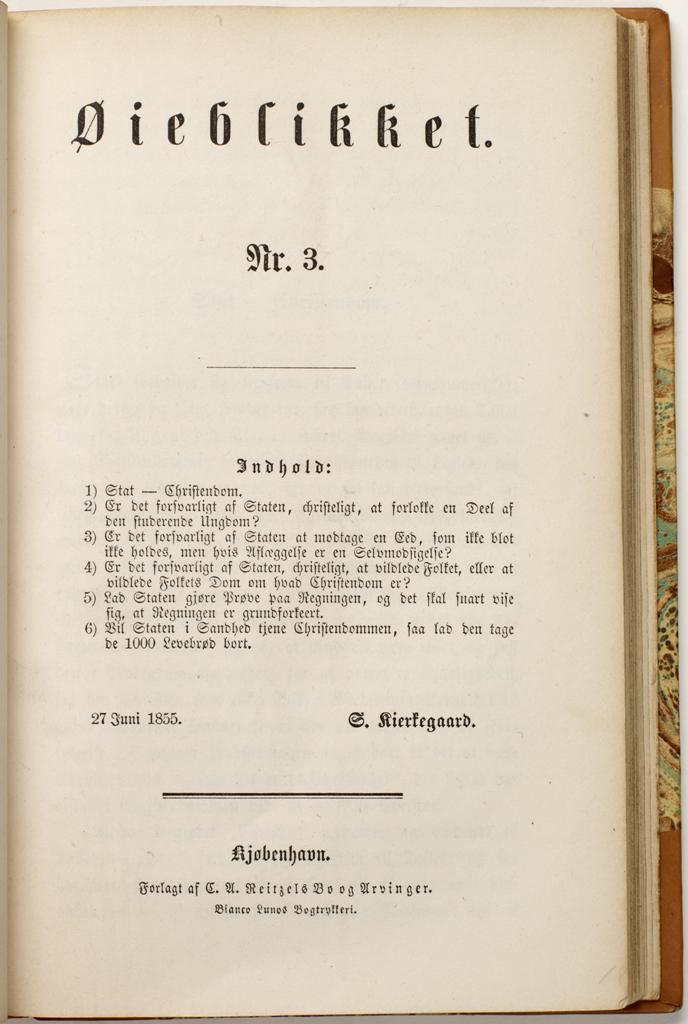 Øieblikket.
Nr. 3.
Indhold:
1) Stat — Christendom.
2) Er det forsvarligt af Staten, christeligt, at forlokke en Deel af
den studerende Ungdom?
3) Er det forsvarligt af Staten at modtage en Eed, som ikke blot
ikke holdes, men hvis Aflæggelse er en Selvmodsigelse?
4) Er det forsvarligt af Staten, christeligt, at vildlede Folket, eller at
vildlede Folkets Dom om hvad Christendom er?
5) Lad Staten gjøre Prøve paa Regningen, og det skal snart vise
sig, at Regningen er grundforkeert.
6) Vil Staten i Sandhed tjene Christendommen, saa lad den tage
de 1000 Levebrød bort.
27 Juni 1855. S. Kierkegaard.
Kjøbenhavn.
Forlagt af C. A. Reitzels Bo og Arvinger.
Bianco Lunos Bogtrykkeri.